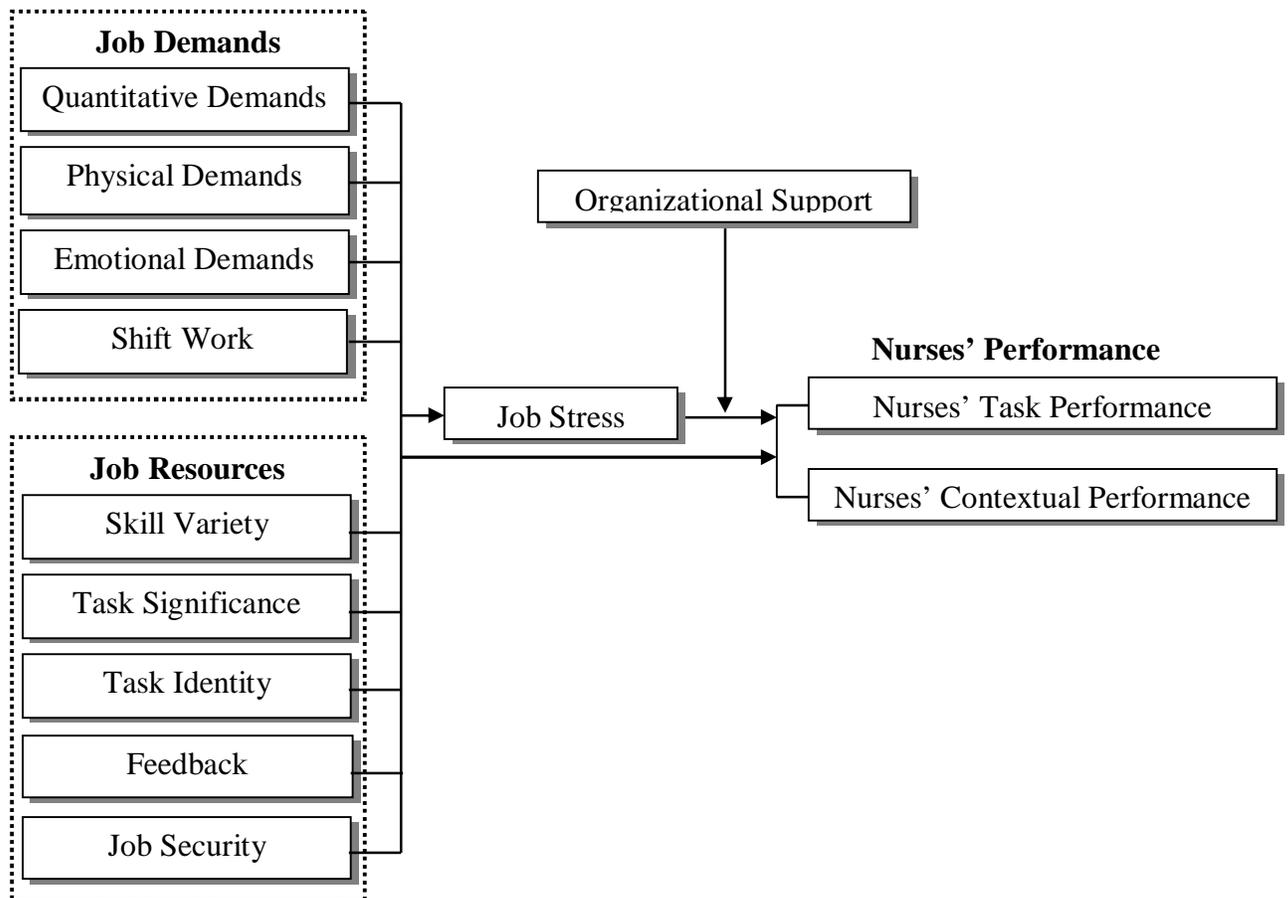 Job Demands
Quantitative Demands
Physical Demands
Emotional Demands
Shift Work
Job Resources
Skill Variety
Task Significance
Task Identity
Feedback
Job Security
Job Stress
Organizational Support
Nurses’ Performance
Nurses’ Task Performance
Nurses’ Contextual Performance